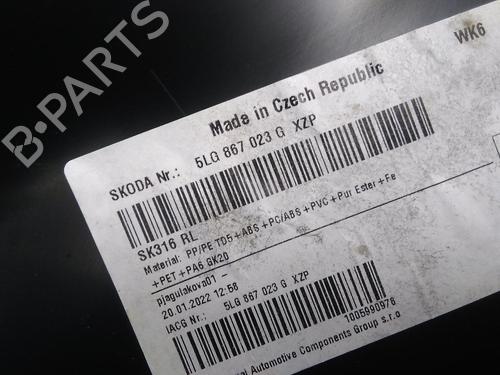 B-PARTS
WK6
Made in Czech Republic
SKODA Nr.: 5LG 867 023 G XZP
SK316 RL
Material: PP/PE TD5+ABS+PC/ABS+PVC+Pur Ester+Fe
+PET+PA6 GK20
plagulakova01 -
20.01.2022 12:58
IACG Nr.: 5LG 867 023 G XZP
1005990976
Automotive Components Group s.r.o